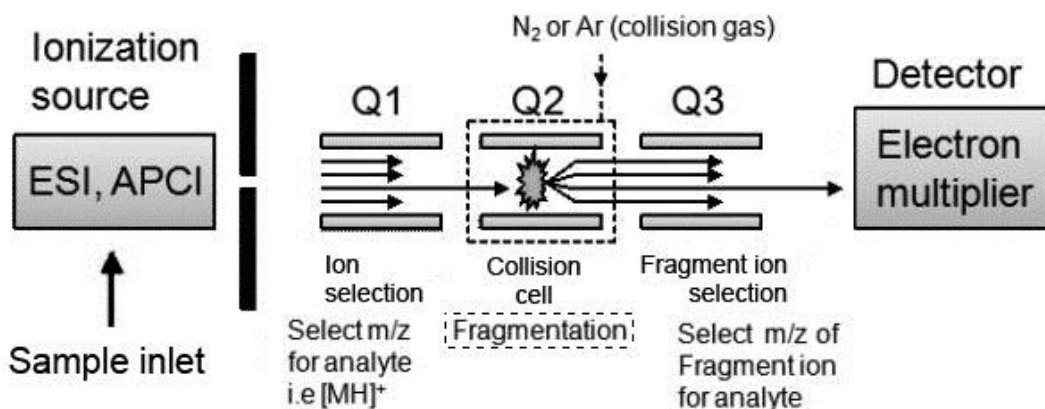 N₂ or Ar (collision gas)
Ionization
source
Q1
Q2
Q3
Detector
ESI, APCI
Electron
multiplier
Ion
selection
Collision
cell
Fragment ion
selection
Select m/z
for analyte
i.e [MH]⁺
Fragmentation
Select m/z of
Fragment ion
for analyte
Sample inlet